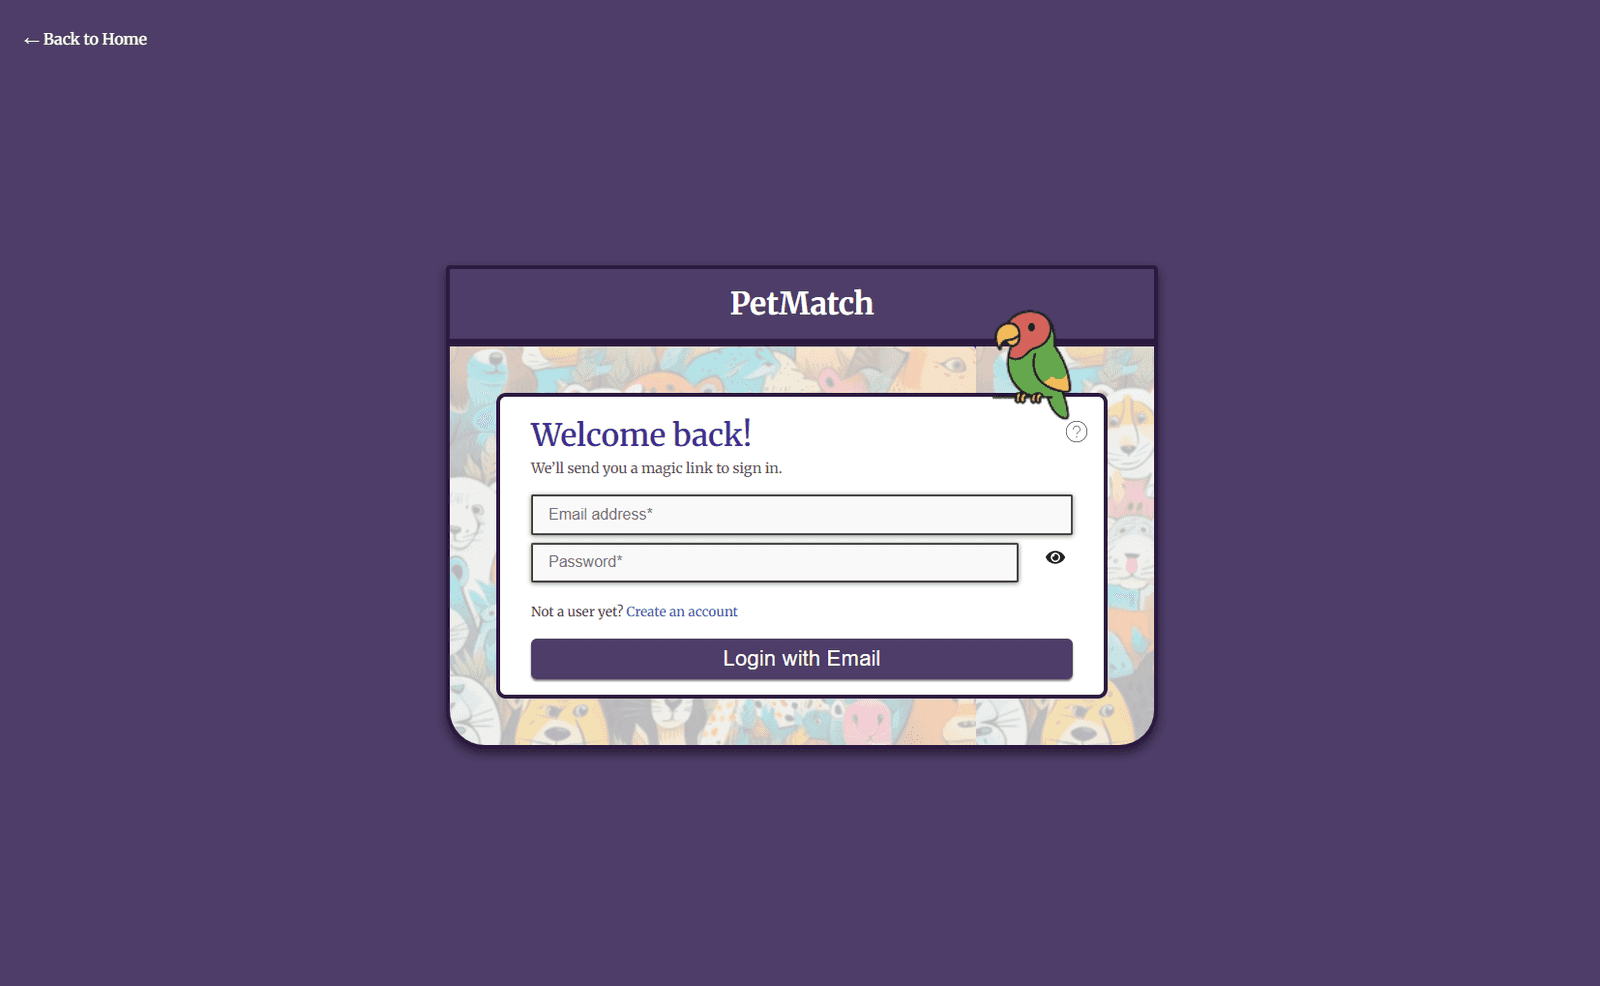 ← Back to Home
PetMatch
Welcome back!
?
We’ll send you a magic link to sign in.
Email address*
Password*
Not a user yet? Create an account
Login with Email